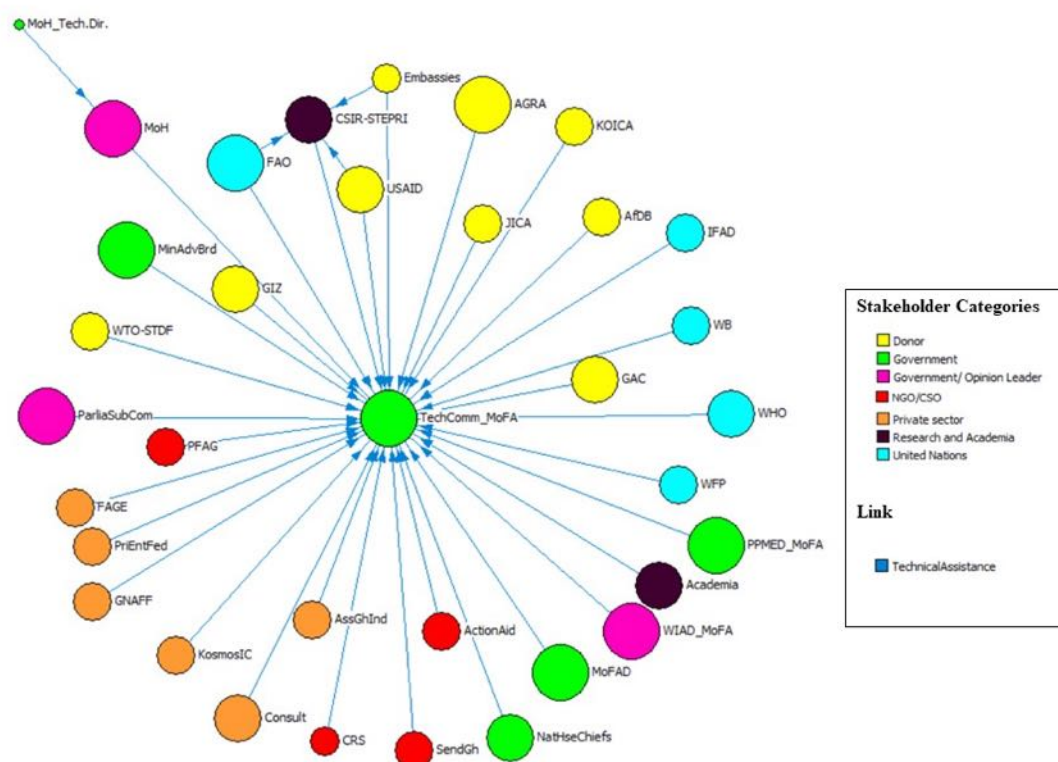 MoH_Tech.Dir.
Embassies
AGRA
MoH
CSIR-STEPRI
KOICA
FAO
USAID
JICA
AfDB
IFAD
MinAdvBrd
GIZ
WTO-STDF
WB
GAC
ParliaSubCom
TechComm_MoFA
WHO
PFAG
WFP
FAGE
PriEntFed
PPMED_MoFA
Academia
GNAFF
AssGhInd
ActionAid
WIAD_MoFA
KosmosIC
MoFAD
Consult
CRS
SendGh
NatHseChiefs
Stakeholder Categories
Donor
Government
Government/ Opinion Leader
NGO/CSO
Private sector
Research and Academia
United Nations
Link
TechnicalAssistance